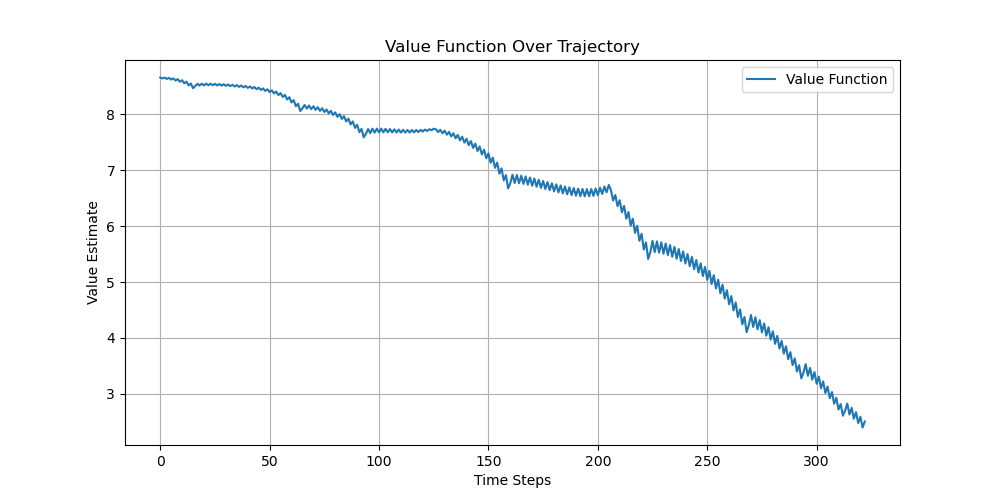 Value Function Over Trajectory
Value Function
Value Estimate
8
7
6
5
4
3
0 50 100 150 200 250 300
Time Steps